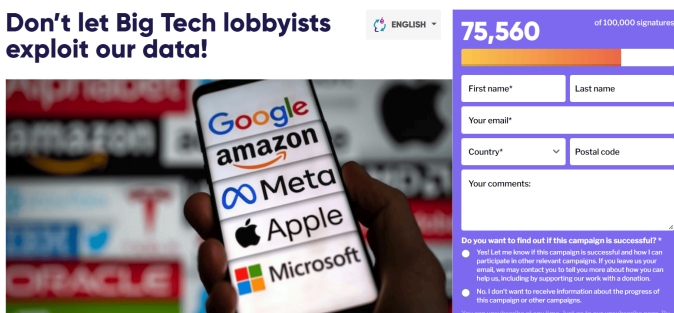 Don't let Big Tech lobbyists
exploit our data!
ENGLISH
Google
amazon
Meta
Apple
Microsoft
amazon
ORACLE
75,560
of 100,000 signatures
First name*
Last name
Your email*
Country*
Postal code
Your comments:
Do you want to find out if this campaign is successful? *
Yes! Let me know if this campaign is successful and how I can
participate in other relevant campaigns. If you leave us your
email, we may contact you to tell you more about how you can
help us, including by supporting our work with a donation.
No. I don't want to receive information about the progress of
this campaign or other campaigns.